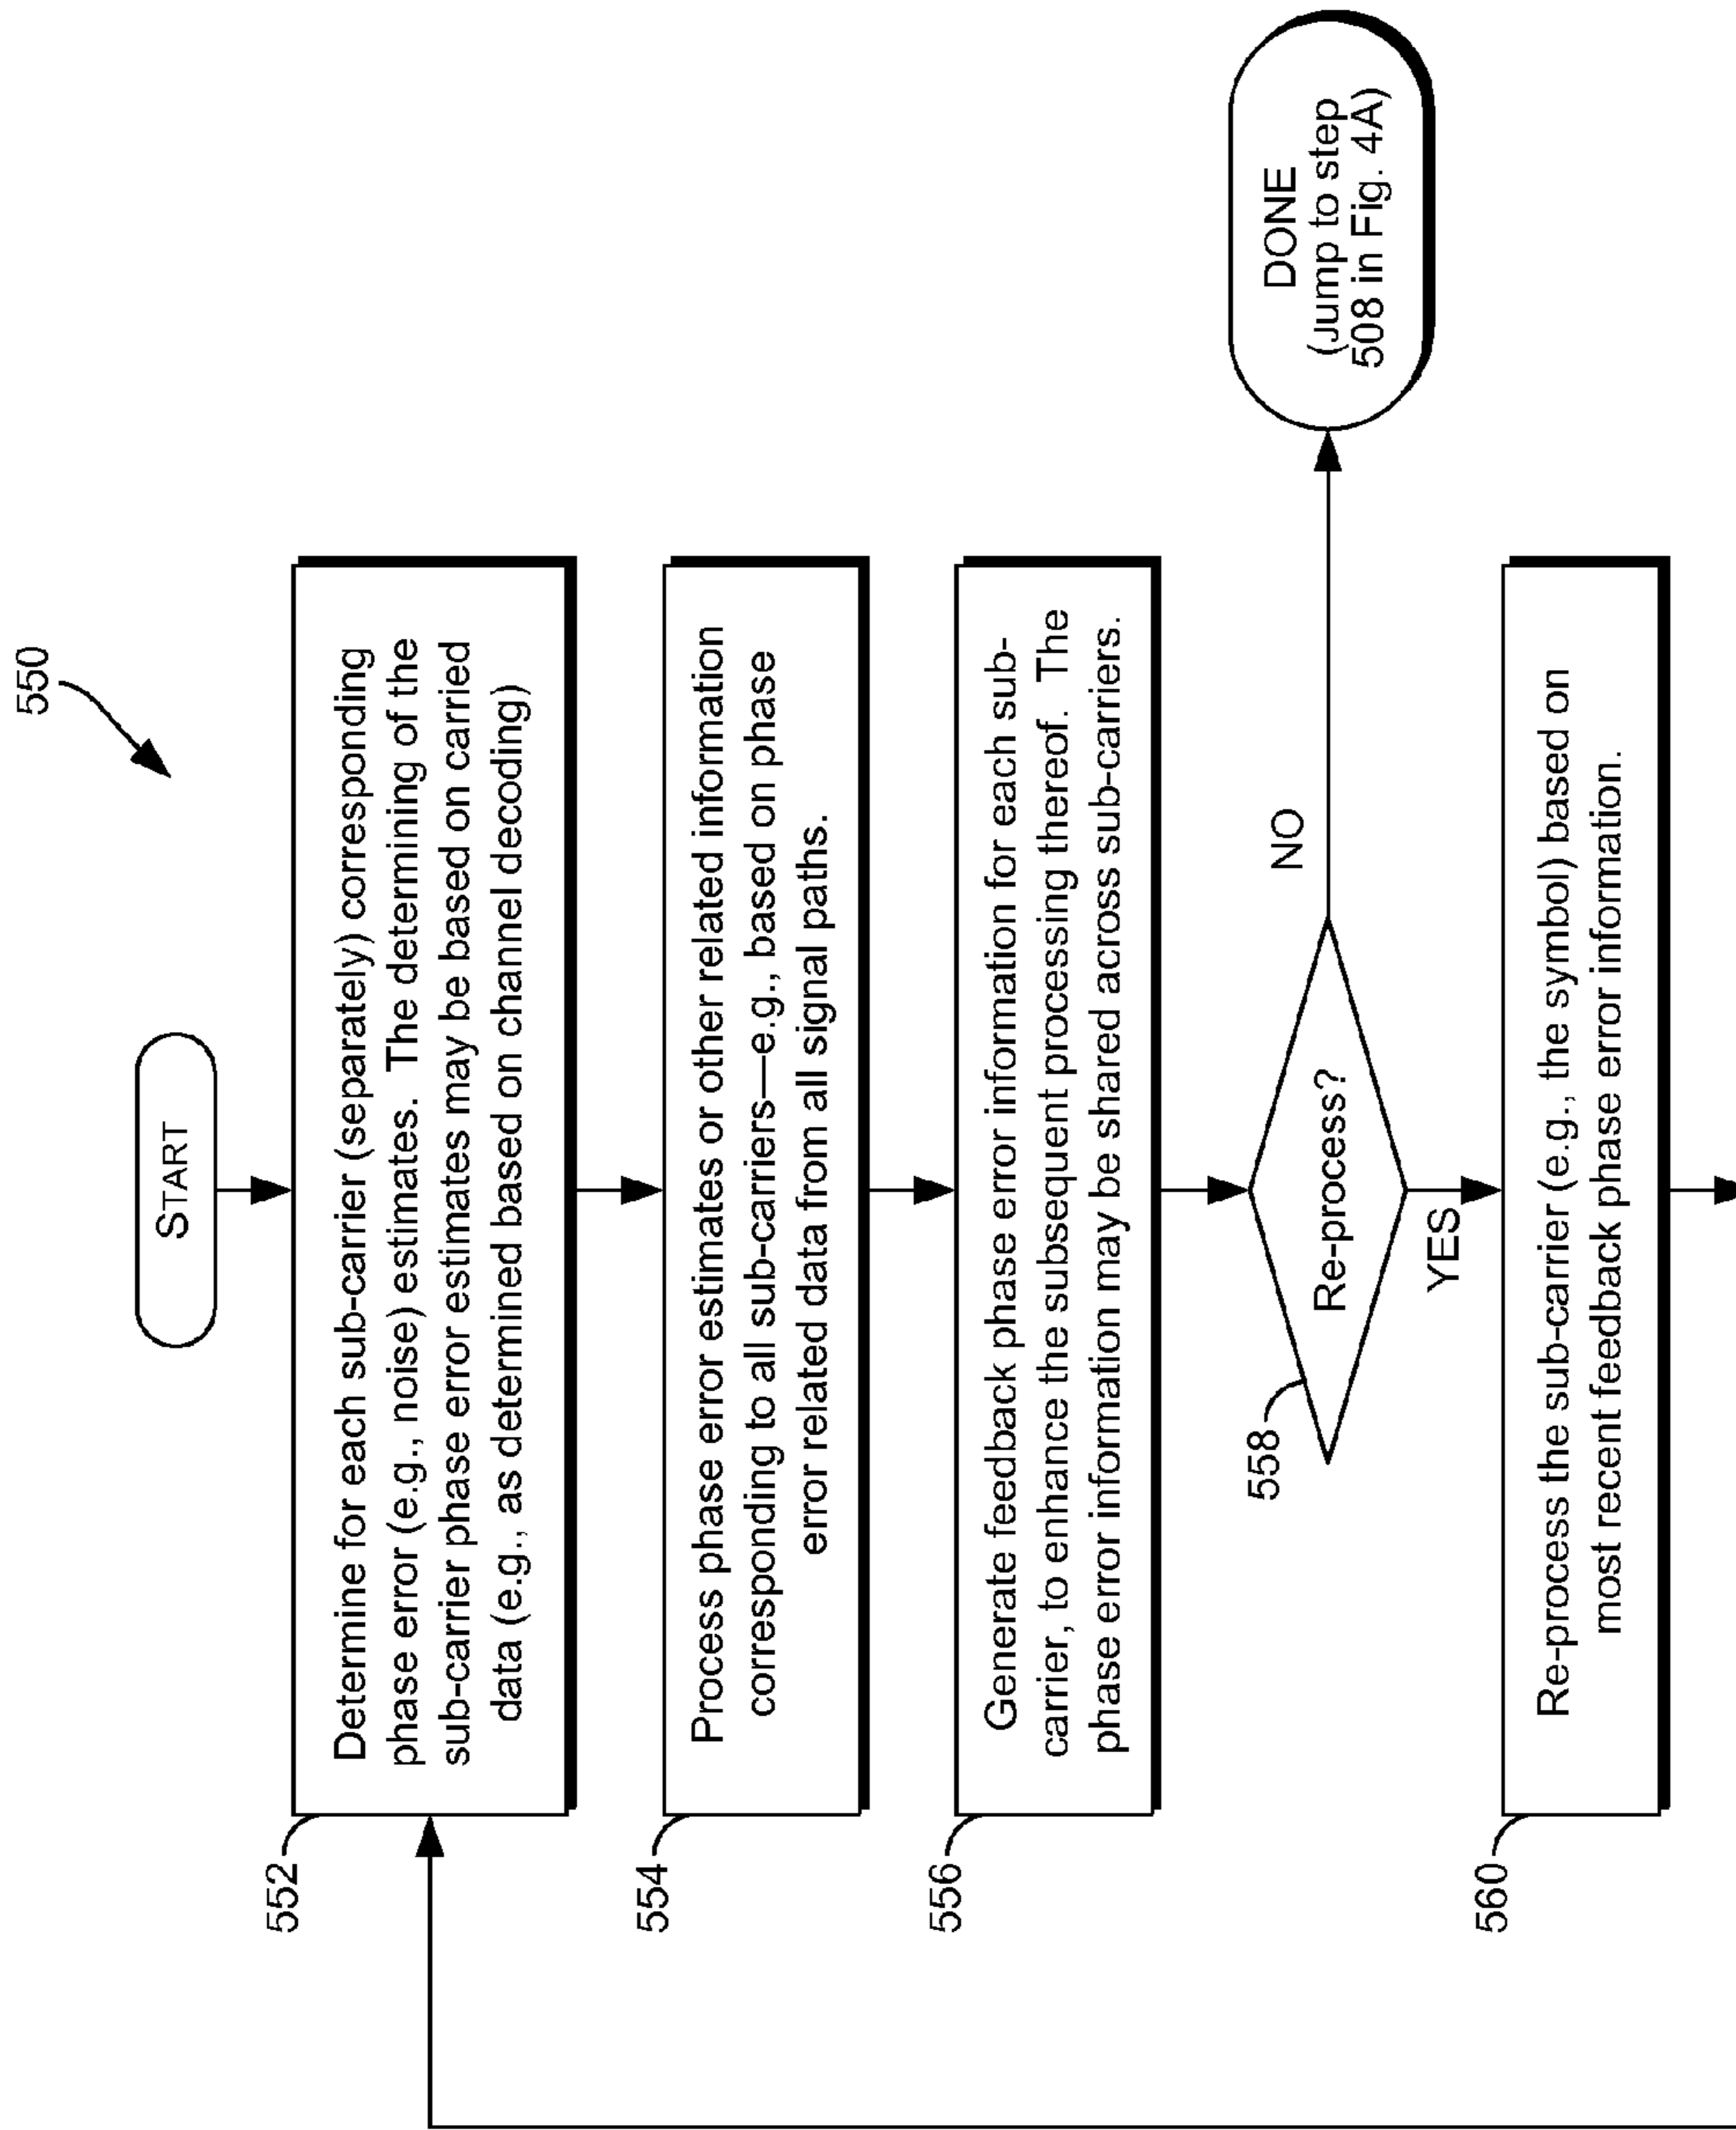 550
START
552
Determine for each sub-carrier (separately) corresponding
phase error (e.g., noise) estimates. The determining of the
sub-carrier phase error estimates may be based on carried
data (e.g., as determined based on channel decoding)
554
Process phase error estimates or other related information
corresponding to all sub-carriers—e.g., based on phase
error related data from all signal paths.
556
Generate feedback phase error information for each sub-
carrier, to enhance the subsequent processing thereof. The
phase error information may be shared across sub-carriers.
558
Re-process?
NO
DONE
(Jump to step
508 in Fig. 4A)
YES
560
Re-process the sub-carrier (e.g., the symbol) based on
most recent feedback phase error information.